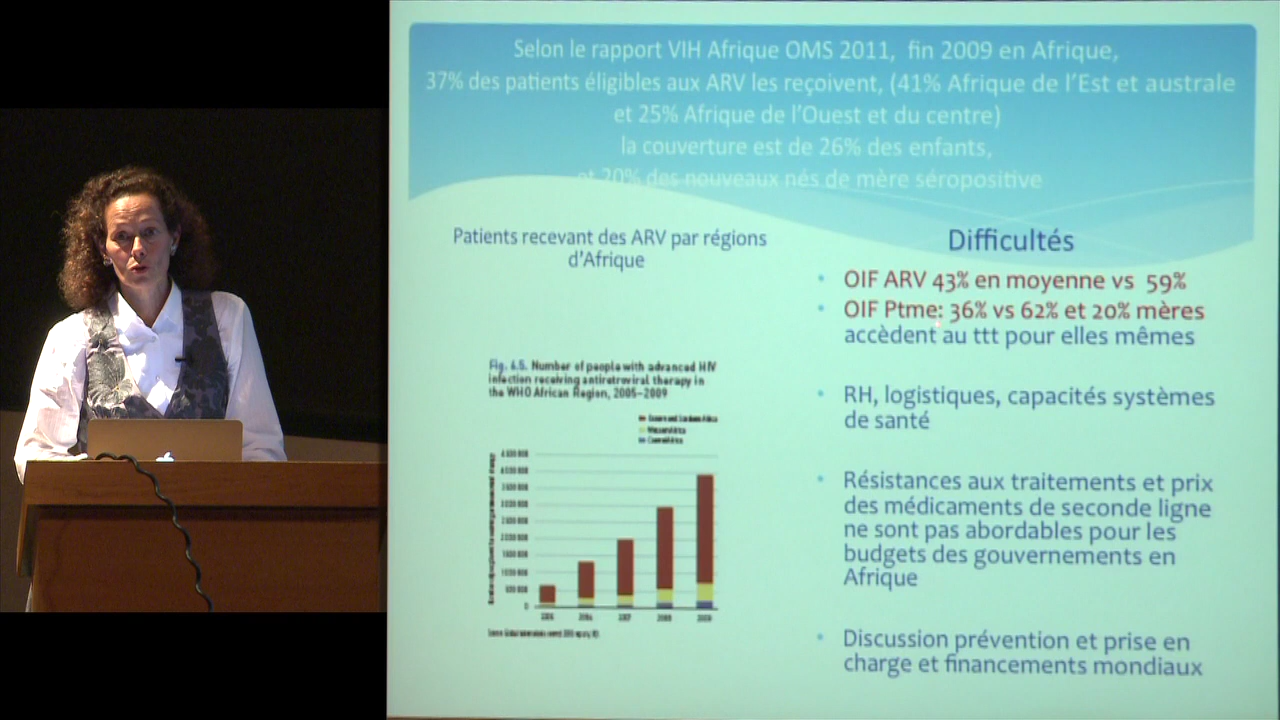 Selon le rapport VIH Afrique OMS 2011, fin 2009 en Afrique,
37% des patients éligibles aux ARV les reçoivent, (41% Afrique de l'Est et australe
et 25% Afrique de l'Ouest et du centre)
la couverture est de 26% des enfants,
et 20% des nouveaux nés de mère séropositive
Patients recevant des ARV par régions
d'Afrique
Fig. 6.5. Number of people with advanced HIV
infection receiving antiretroviral therapy in
the WHO African Region, 2005–2009
2005 2006 2007 2008 2009
Difficultés
• OIF ARV 43% en moyenne vs 59%
• OIF Ptme: 36% vs 62% et 20% mères
accèdent au ttt pour elles mêmes
• RH, logistiques, capacités systèmes
de santé
• Résistances aux traitements et prix
des médicaments de seconde ligne
ne sont pas abordables pour les
budgets des gouvernements en
Afrique
• Discussion prévention et prise en
charge et financements mondiaux